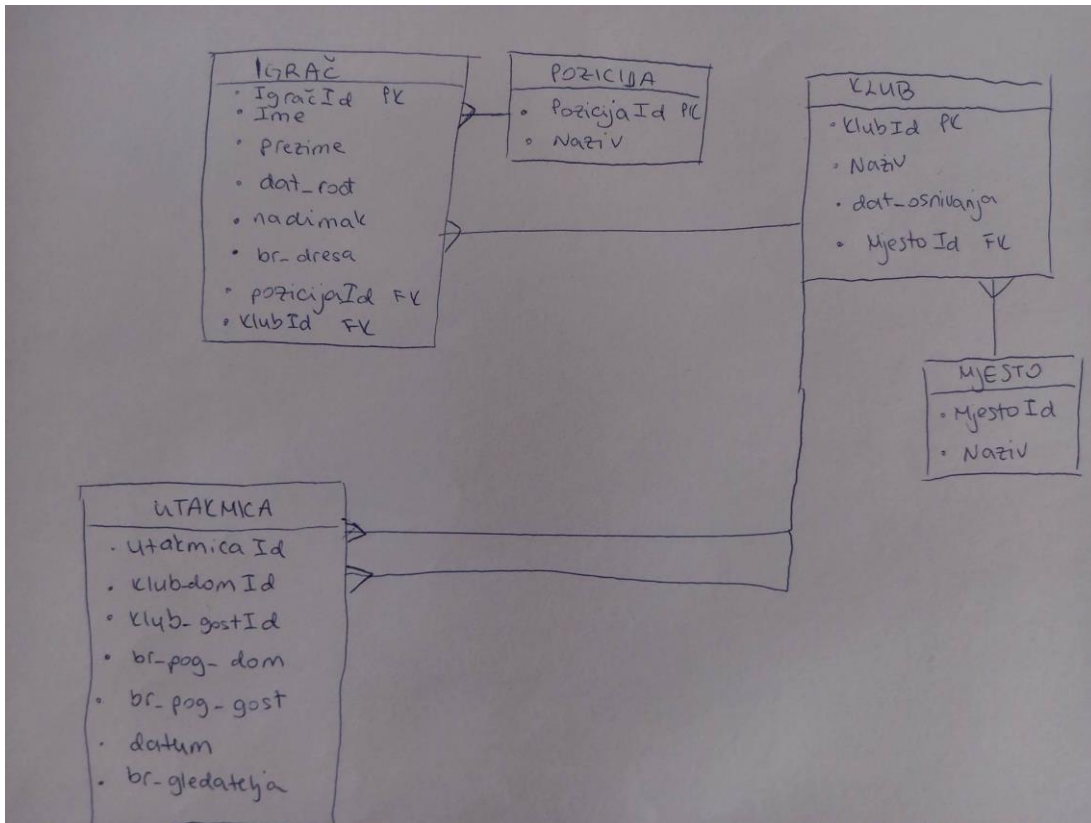 IGRAČ
IgračId PK
Ime
prezime
dat_rođ
nadimak
br_dresa
pozicijaId FK
KlubId FK
POZICIJA
PozicijaId PK
Naziv
KLUB
KlubId PK
Naziv
dat_osnivanja
MjestoId FK
MJESTO
MjestoId
Naziv
UTAKMICA
UtakmicaId
klub_domId
klub_gostId
br_pog_dom
br_pog_gost
datum
br_gledatelja